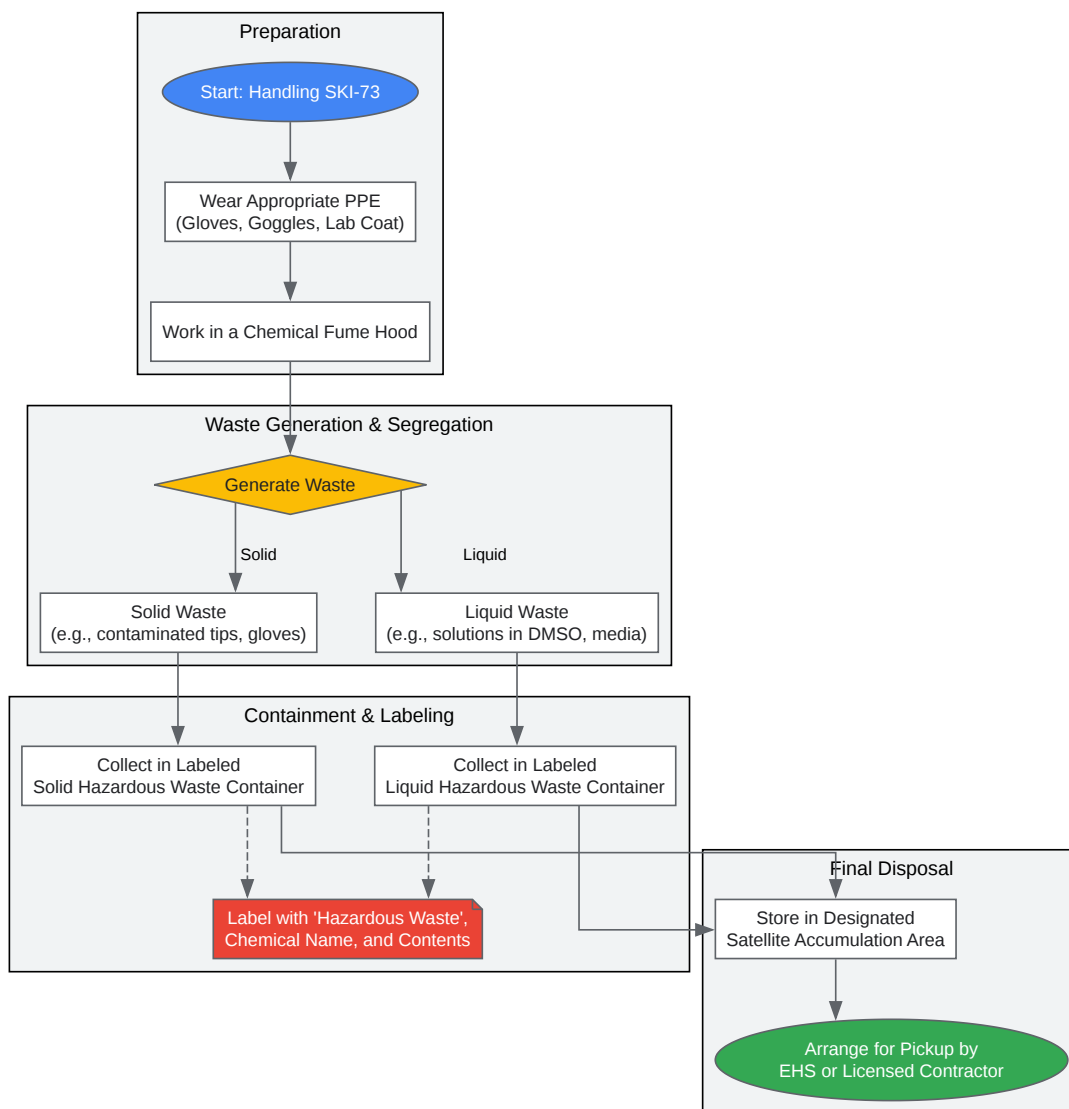 Preparation
Start: Handling SKI-73
Wear Appropriate PPE
(Gloves, Goggles, Lab Coat)
Work in a Chemical Fume Hood
Waste Generation & Segregation
Generate Waste
Solid
Liquid
Solid Waste
(e.g., contaminated tips, gloves)
Liquid Waste
(e.g., solutions in DMSO, media)
Containment & Labeling
Collect in Labeled
Solid Hazardous Waste Container
Collect in Labeled
Liquid Hazardous Waste Container
Label with 'Hazardous Waste',
Chemical Name, and Contents
Final Disposal
Store in Designated
Satellite Accumulation Area
Arrange for Pickup by
EHS or Licensed Contractor